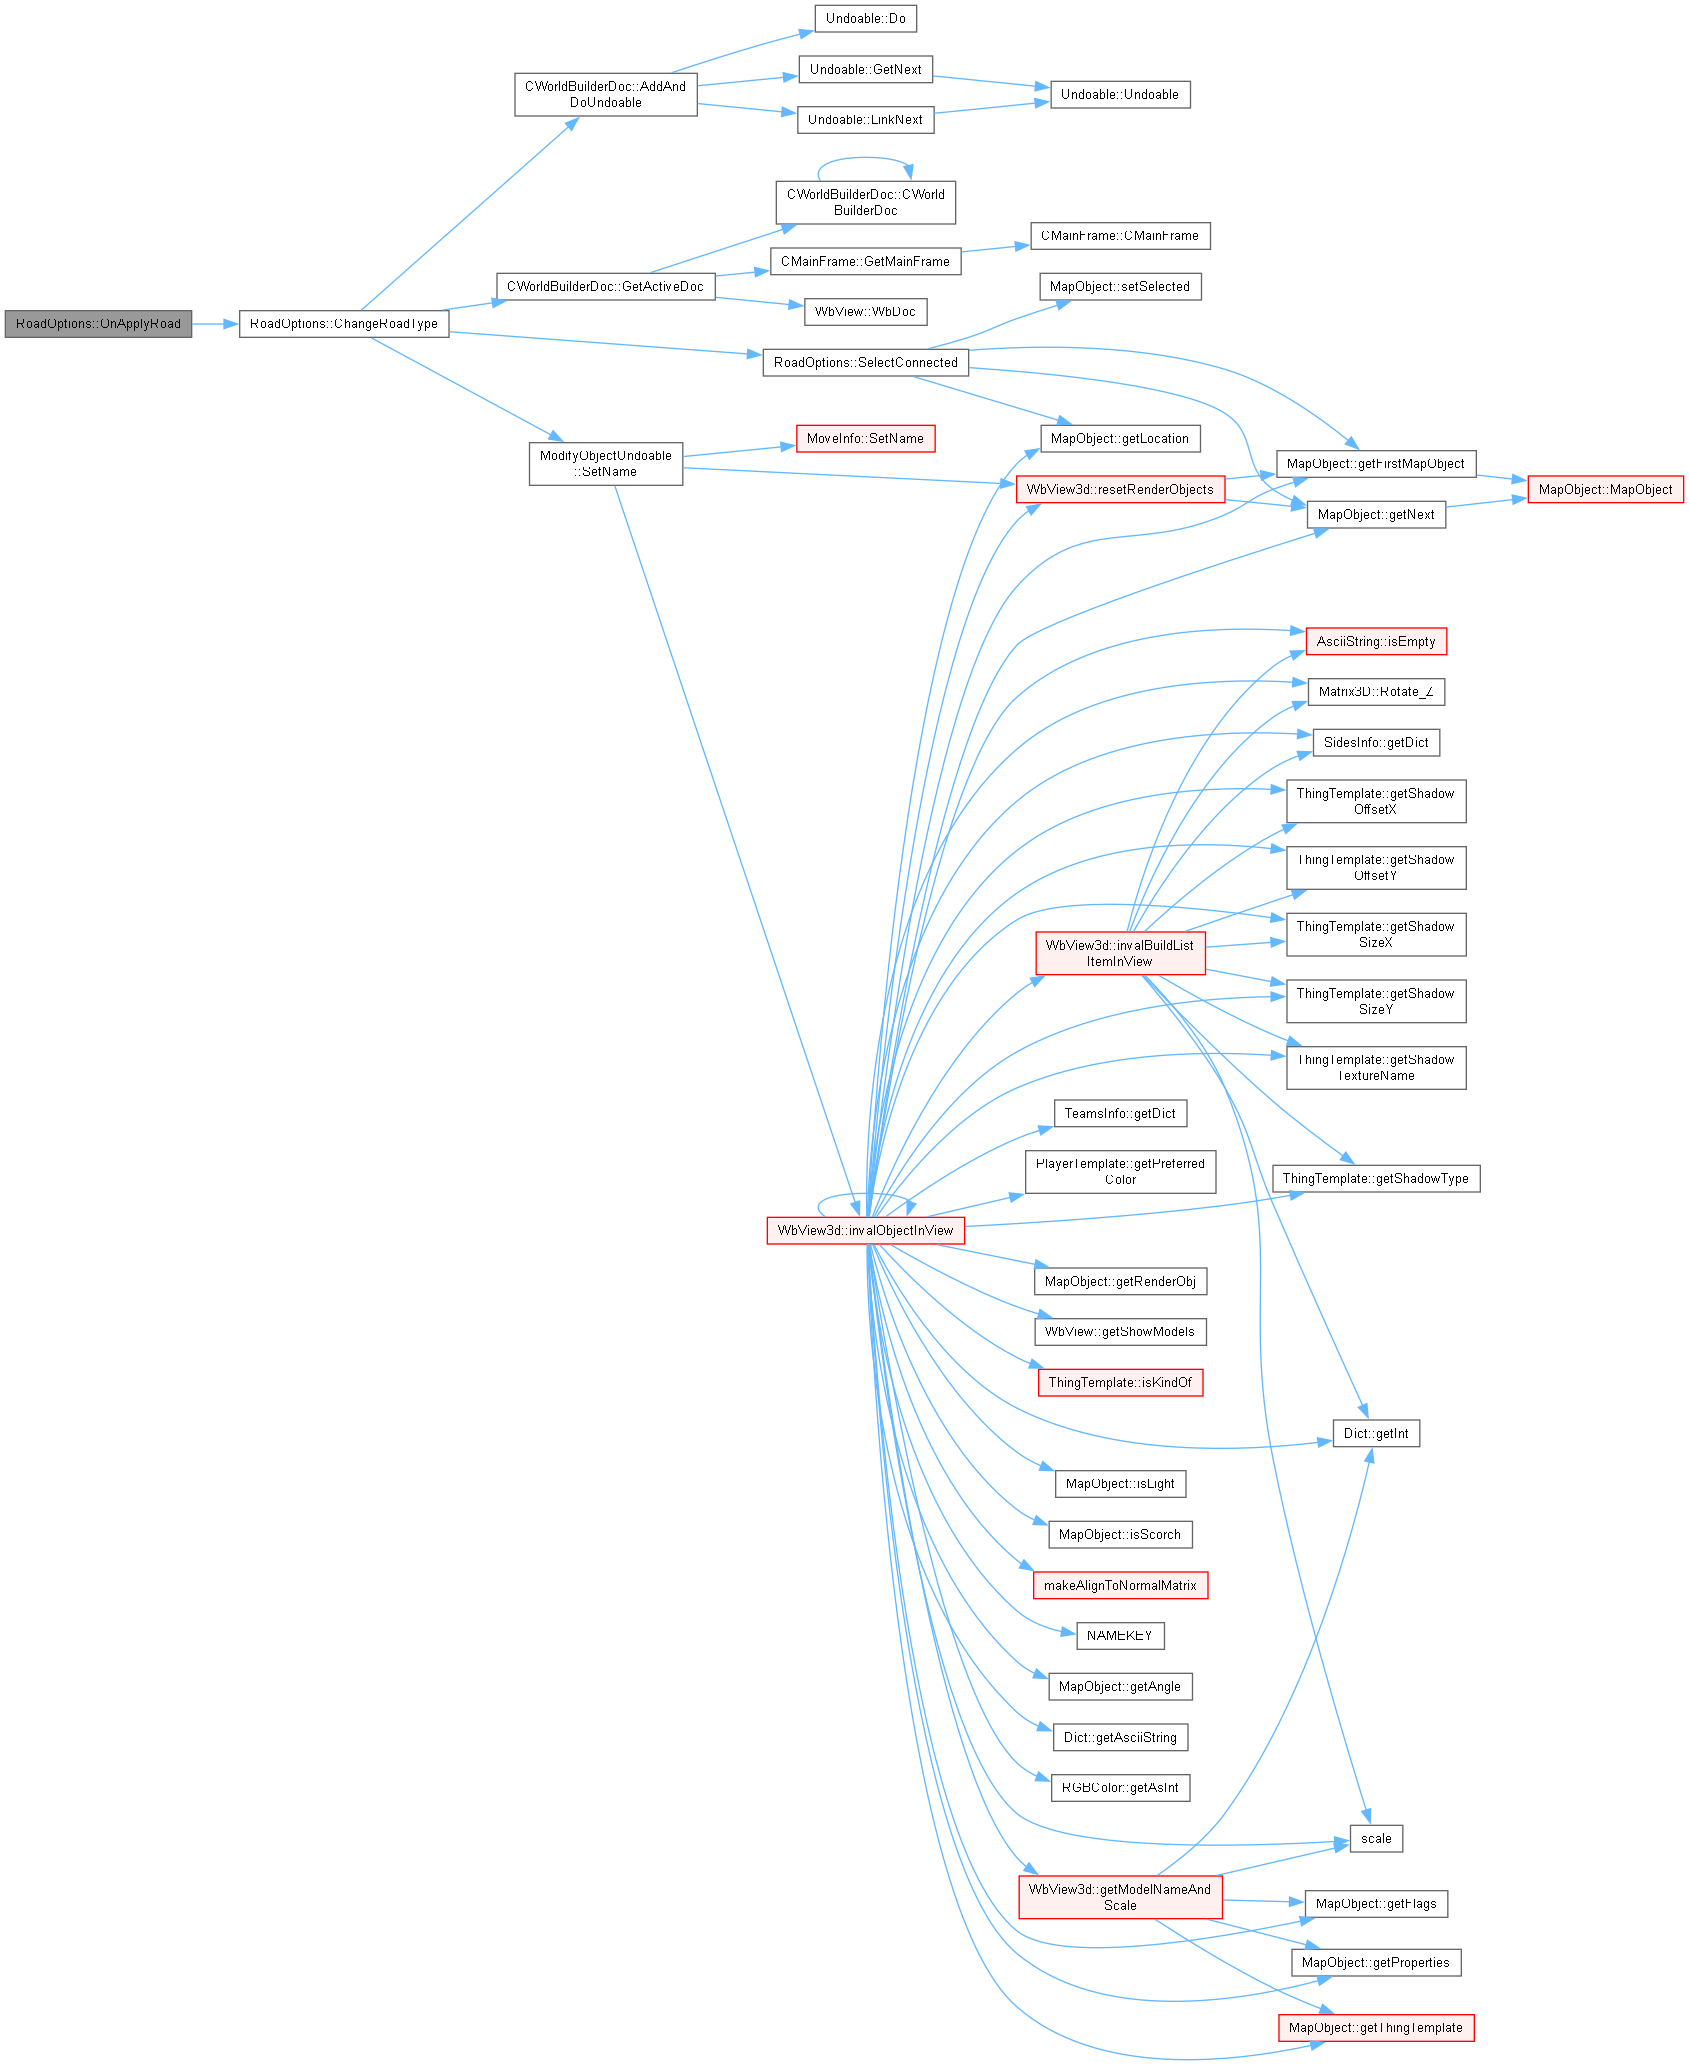 Undoable::Do
CWorldBuilderDoc::AddAnd
DoUndoable
Undoable::GetNext
Undoable::LinkNext
Undoable::Undoable
CWorldBuilderDoc::CWorld
BuilderDoc
CMainFrame::GetMainFrame
CMainFrame::CMainFrame
CWorldBuilderDoc::GetActiveDoc
WbView::WbDoc
MapObject::setSelected
RoadOptions::OnApplyRoad
RoadOptions::ChangeRoadType
RoadOptions::SelectConnected
MoveInfo::SetName
MapObject::getLocation
ModifyObjectUndoable
::SetName
WbView3d::resetRenderObjects
MapObject::getFirstMapObject
MapObject::getNext
MapObject::MapObject
AsciiString::isEmpty
Matrix3D::Rotate_Z
SidesInfo::getDict
ThingTemplate::getShadow
OffsetX
ThingTemplate::getShadow
OffsetY
ThingTemplate::getShadow
SizeX
WbView3d::invalBuildList
ItemInView
ThingTemplate::getShadow
SizeY
ThingTemplate::getShadow
TextureName
TeamsInfo::getDict
PlayerTemplate::getPreferred
Color
ThingTemplate::getShadowType
WbView3d::invalObjectInView
MapObject::getRenderObj
WbView::getShowModels
ThingTemplate::isKindOf
Dict::getInt
MapObject::isLight
MapObject::isScorch
makeAlignToNormalMatrix
NAMEKEY
MapObject::getAngle
Dict::getAsciiString
RGBColor::getAsInt
scale
WbView3d::getModelNameAnd
Scale
MapObject::getFlags
MapObject::getProperties
MapObject::getThingTemplate